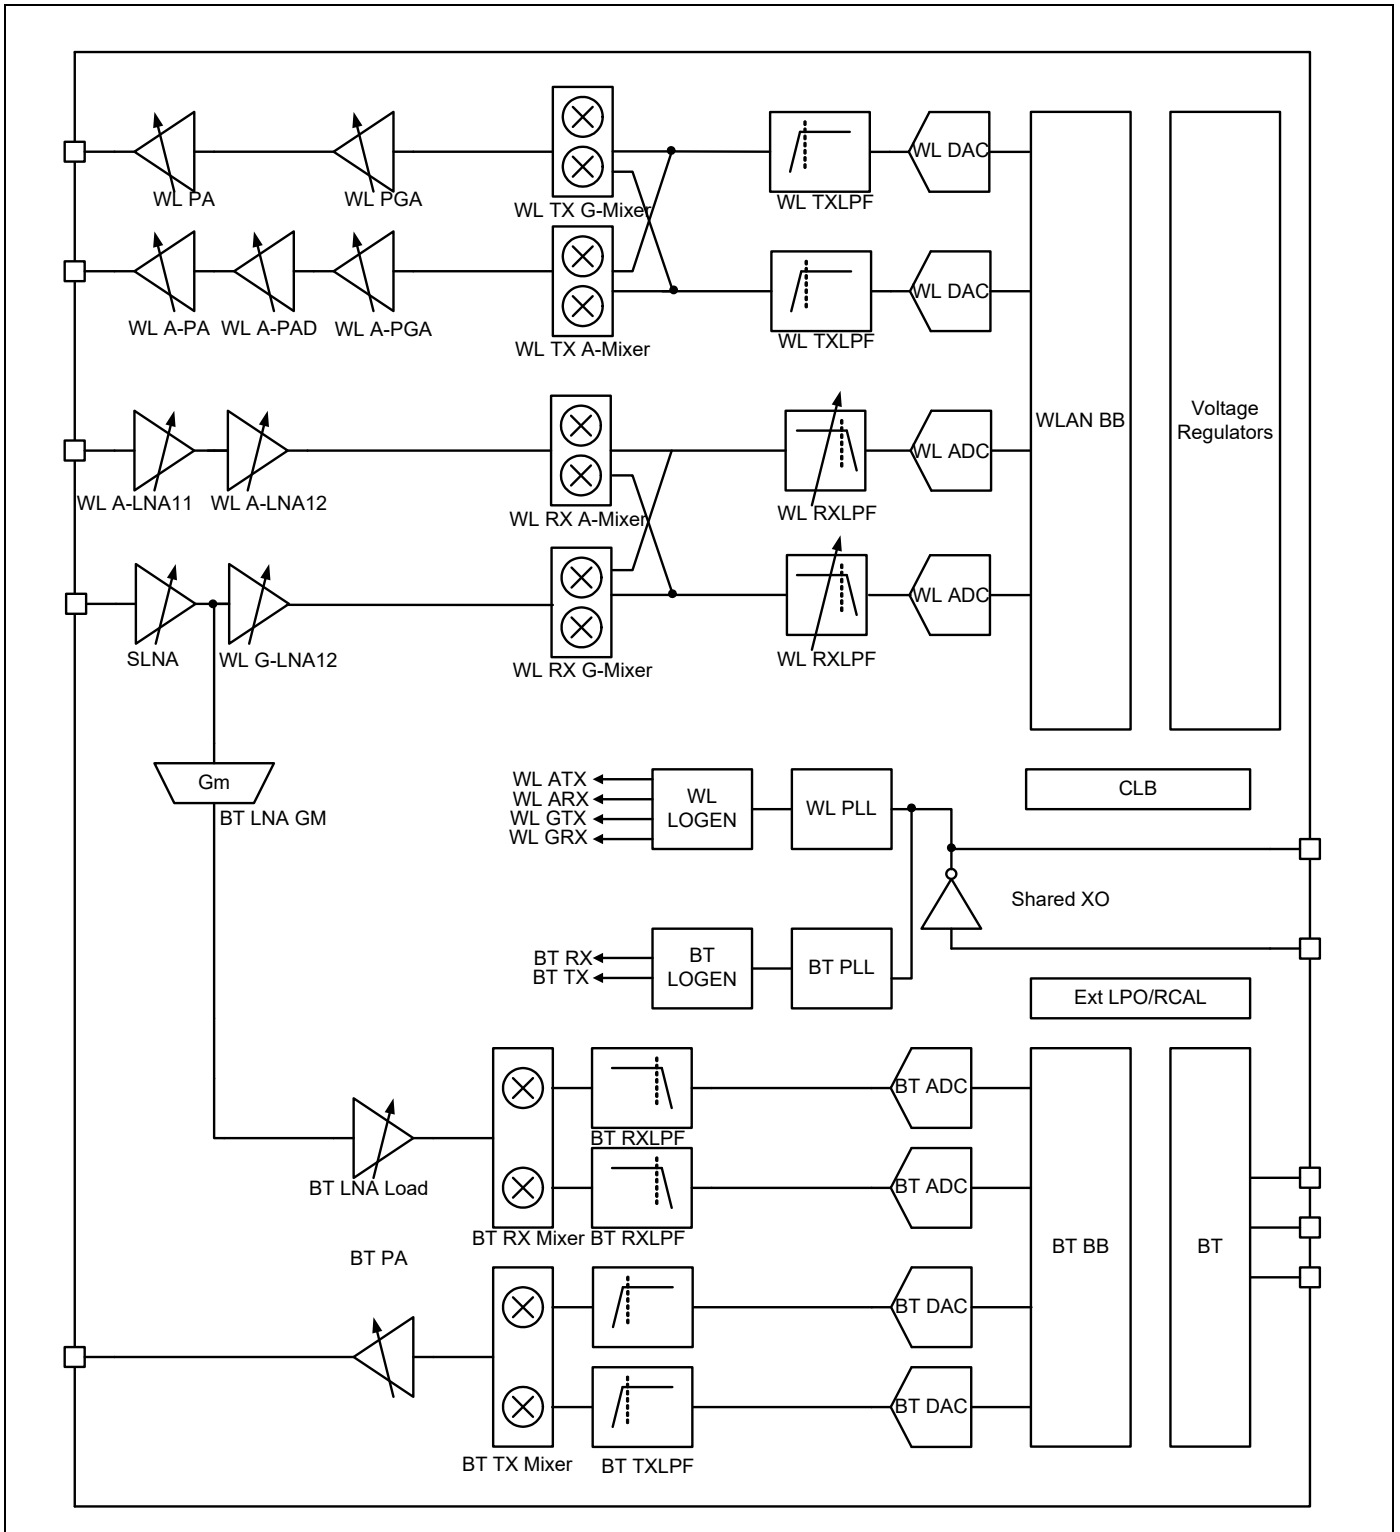 WL PA
WL PGA
WL TX G-Mixer
WL TXLPF
WL DAC
WL A-PA
WL A-PAD
WL A-PGA
WL TX A-Mixer
WL TXLPF
WL DAC
WLAN BB
Voltage
Regulators
WL A-LNA11
WL A-LNA12
WL RX A-Mixer
WL RXLPF
WL ADC
SLNA
WL G-LNA12
WL RX G-Mixer
WL RXLPF
WL ADC
Gm
BT LNA GM
WL ATX
WL ARX
WL GTX
WL GRX
WL
LOGEN
WL PLL
CLB
Shared XO
BT RX
BT TX
BT
LOGEN
BT PLL
Ext LPO/RCAL
BT LNA Load
BT RX Mixer
BT RXLPF
BT ADC
BT RXLPF
BT ADC
BT PA
BT BB
BT
BT DAC
BT DAC
BT TX Mixer
BT TXLPF